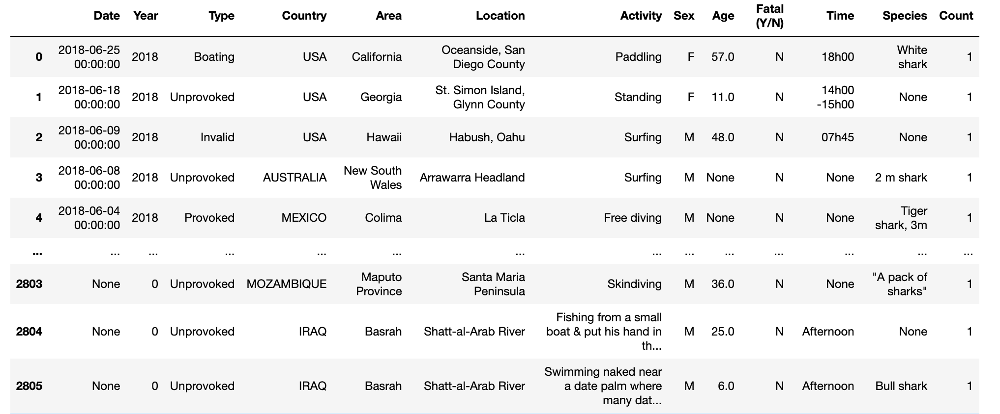 Date Year Type Country Area Location Activity Sex Age Fatal (Y/N) Time Species Count
0 2018-06-25 00:00:00 2018 Boating USA California Oceanside, San Diego County Paddling F 57.0 N 18h00 White shark 1
1 2018-06-18 00:00:00 2018 Unprovoked USA Georgia St. Simon Island, Glynn County Standing F 11.0 N 14h00 -15h00 None 1
2 2018-06-09 00:00:00 2018 Invalid USA Hawaii Habush, Oahu Surfing M 48.0 N 07h45 None 1
3 2018-06-08 00:00:00 2018 Unprovoked AUSTRALIA New South Wales Arrawarra Headland Surfing M None N None 2 m shark 1
4 2018-06-04 00:00:00 2018 Provoked MEXICO Colima La Ticla Free diving M None N None Tiger shark, 3m 1
... ... ... ... ... ... ... ... ... ... ... ... ... ...
2803 None 0 Unprovoked MOZAMBIQUE Maputo Province Santa Maria Peninsula Skindiving M 36.0 N None "A pack of sharks" 1
2804 None 0 Unprovoked IRAQ Basrah Shatt-al-Arab River Fishing from a small boat & put his hand in th... M 25.0 N Afternoon None 1
2805 None 0 Unprovoked IRAQ Basrah Shatt-al-Arab River Swimming naked near a date palm where many dat... M 6.0 N Afternoon Bull shark 1